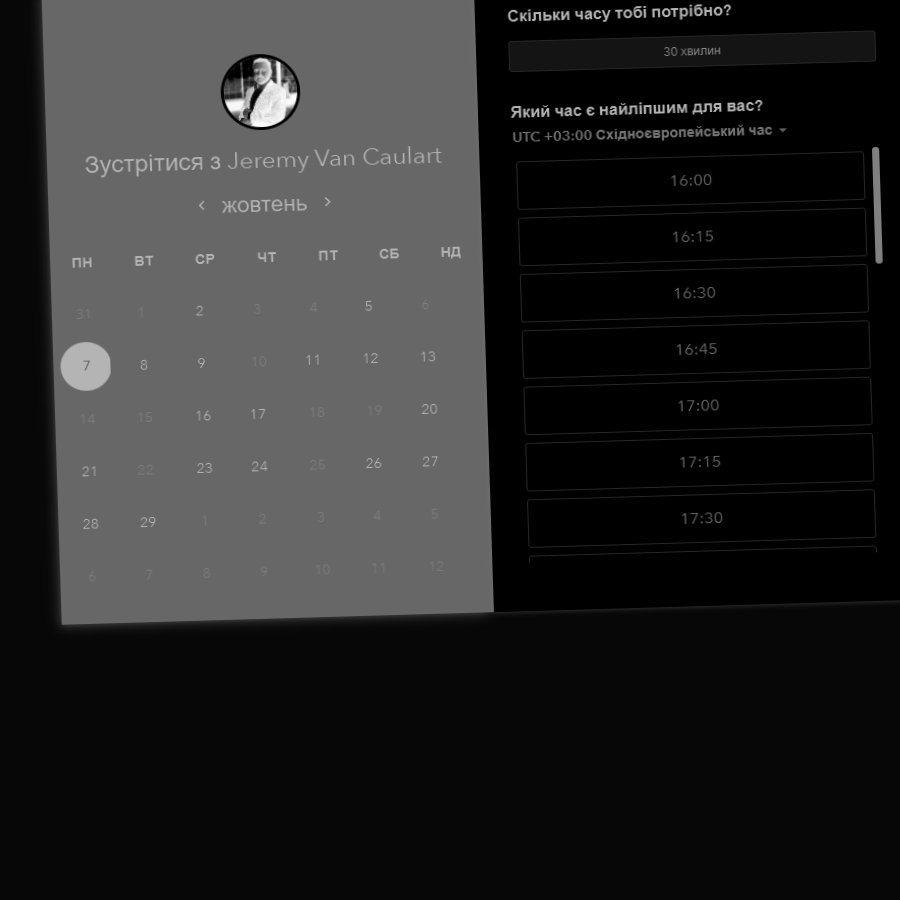 Зустрітися з Jeremy Van Caulart
жовтень
ПН ВТ СР ЧТ ПТ СБ НД
31 1 2 3 4 5 6
7 8 9 10 11 12 13
14 15 16 17 18 19 20
21 22 23 24 25 26 27
28 29 1 2 3 4 5
6 7 8 9 10 11 12
Скільки часу тобі потрібно?
30 хвилин
Який час є найліпшим для вас?
UTC +03:00 Східноєвропейський час
16:00
16:15
16:30
16:45
17:00
17:15
17:30